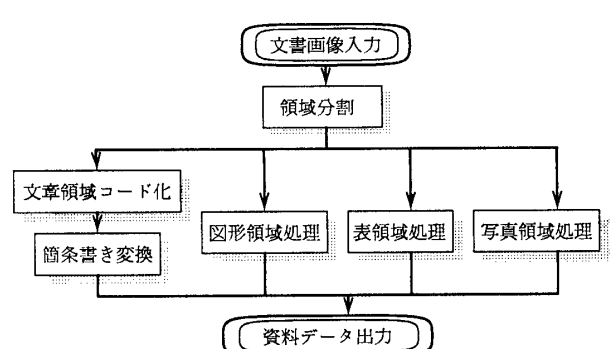 文書画像入力
領域分割
文章領域コード化
箇条書き変換
図形領域処理
表領域処理
写真領域処理
資料データ出力